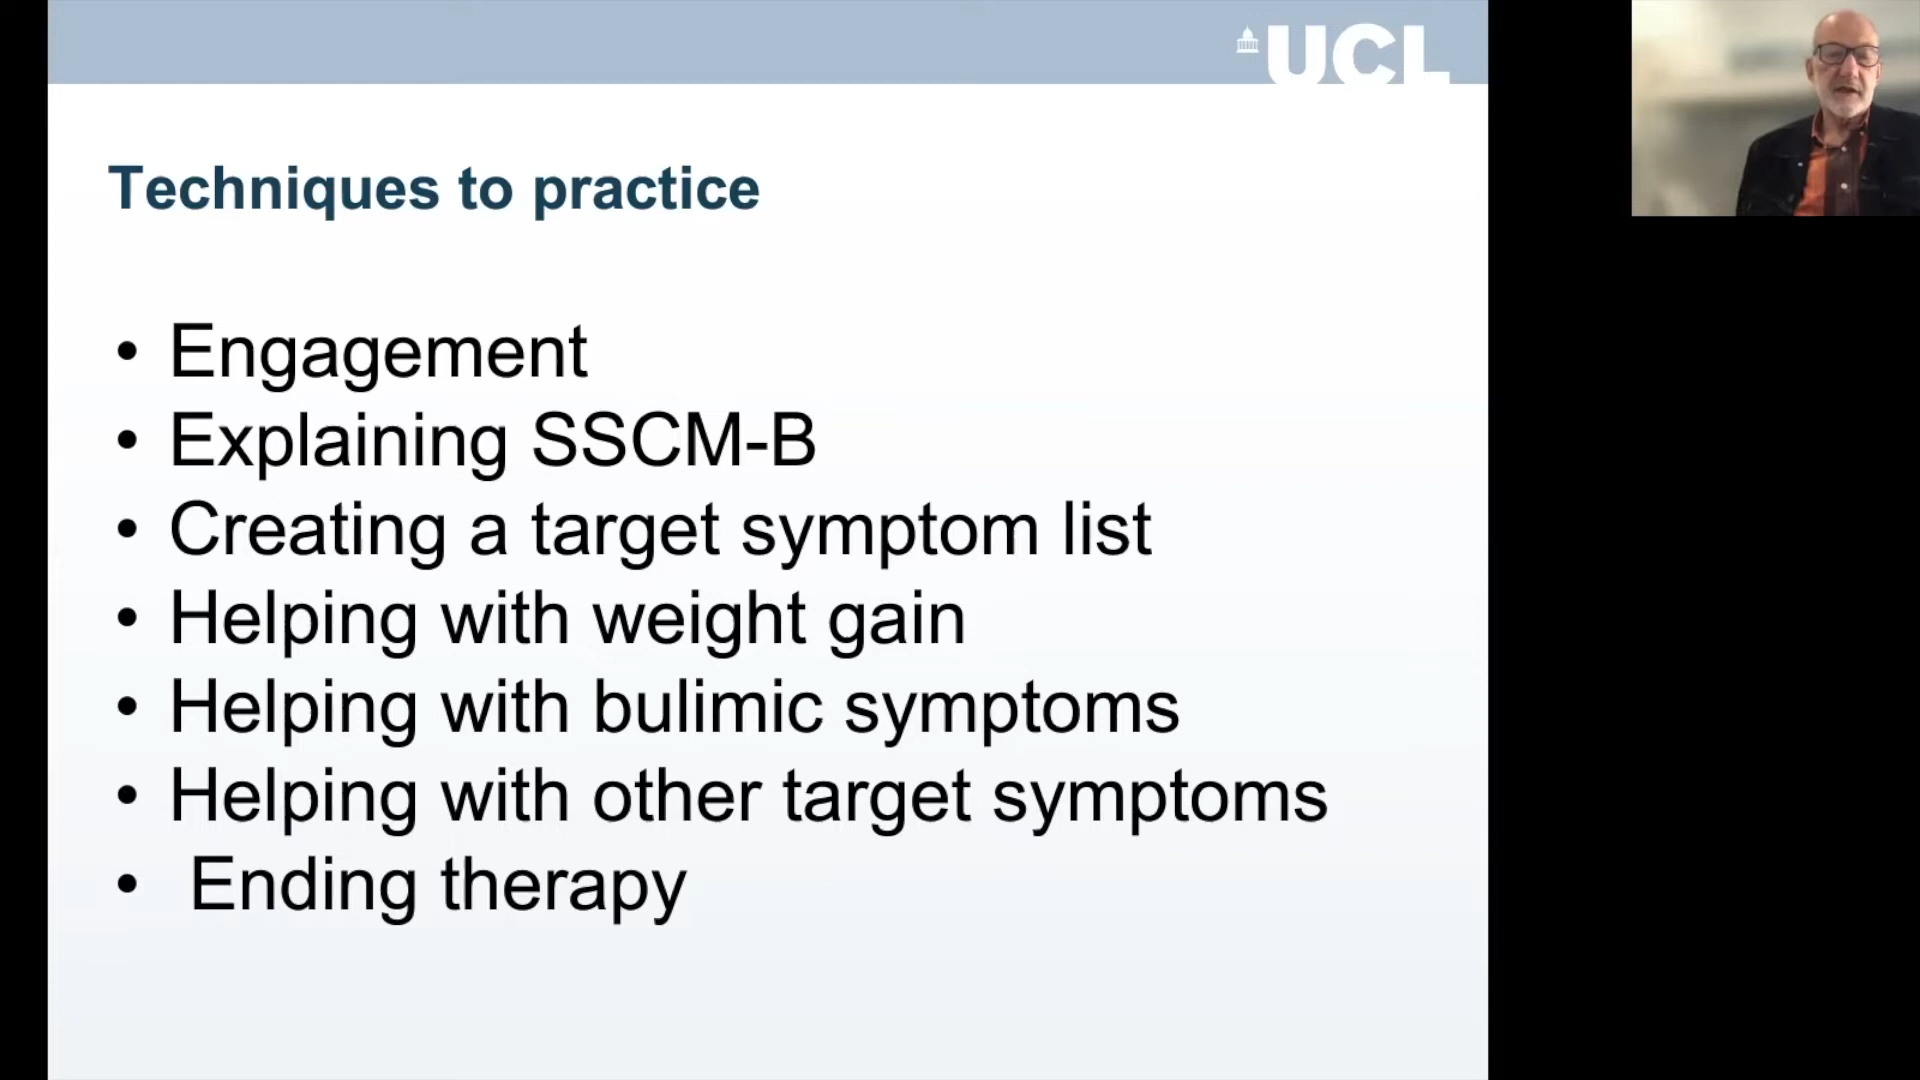 UCL
Techniques to practice
• Engagement
• Explaining SSCM-B
• Creating a target symptom list
• Helping with weight gain
• Helping with bulimic symptoms
• Helping with other target symptoms
• Ending therapy